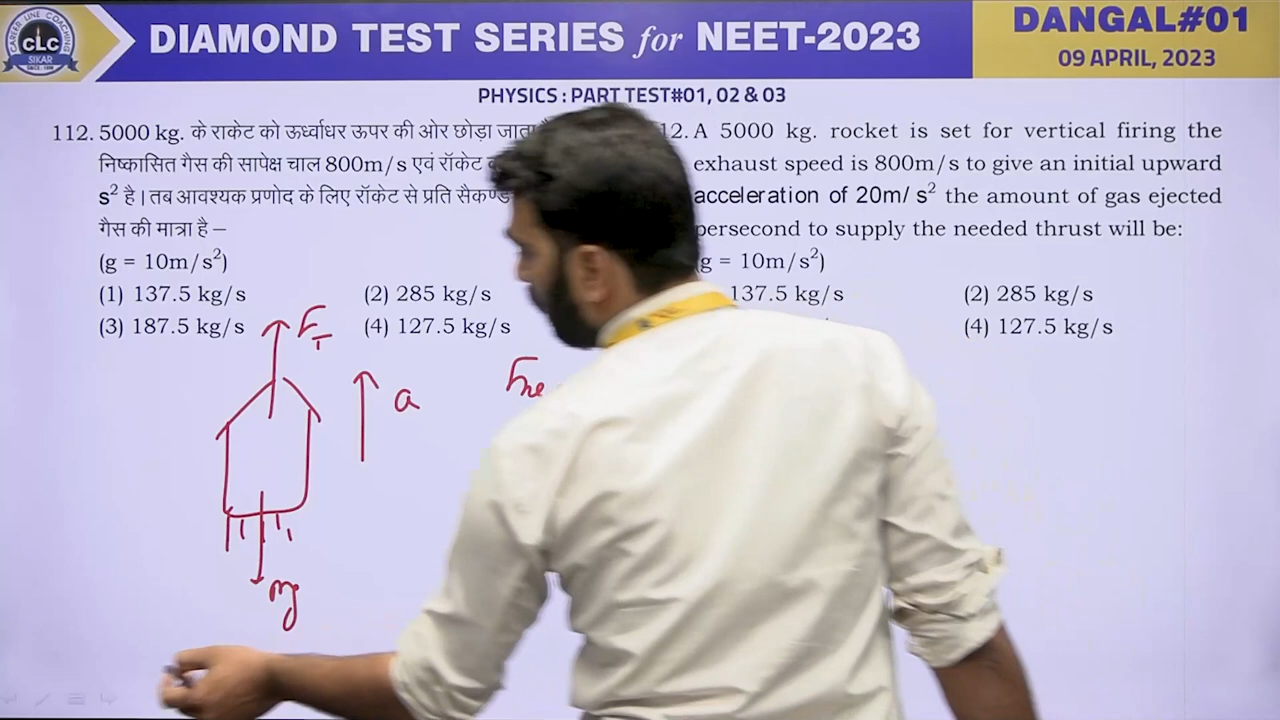 CAREER LINE COACHING
CLC
SIKAR
DIAMOND TEST SERIES for NEET-2023
DANGAL#01
09 APRIL, 2023
PHYSICS : PART TEST#01, 02 & 03
112. 5000 kg. के राकेट को ऊर्ध्वाधर ऊपर की ओर छोड़ा जाता
निष्कासित गैस की सापेक्ष चाल 800m/s एवं रॉकेट
s² है। तब आवश्यक प्रणोद के लिए रॉकेट से प्रति सैकण्ड
गैस की मात्रा है –
(g = 10m/s²)
(1) 137.5 kg/s (2) 285 kg/s
(3) 187.5 kg/s (4) 127.5 kg/s
12. A 5000 kg. rocket is set for vertical firing the
exhaust speed is 800m/s to give an initial upward
acceleration of 20m/ s² the amount of gas ejected
persecond to supply the needed thrust will be:
g = 10m/s²)
137.5 kg/s (2) 285 kg/s
(4) 127.5 kg/s
F_T
a
F_ne
mg